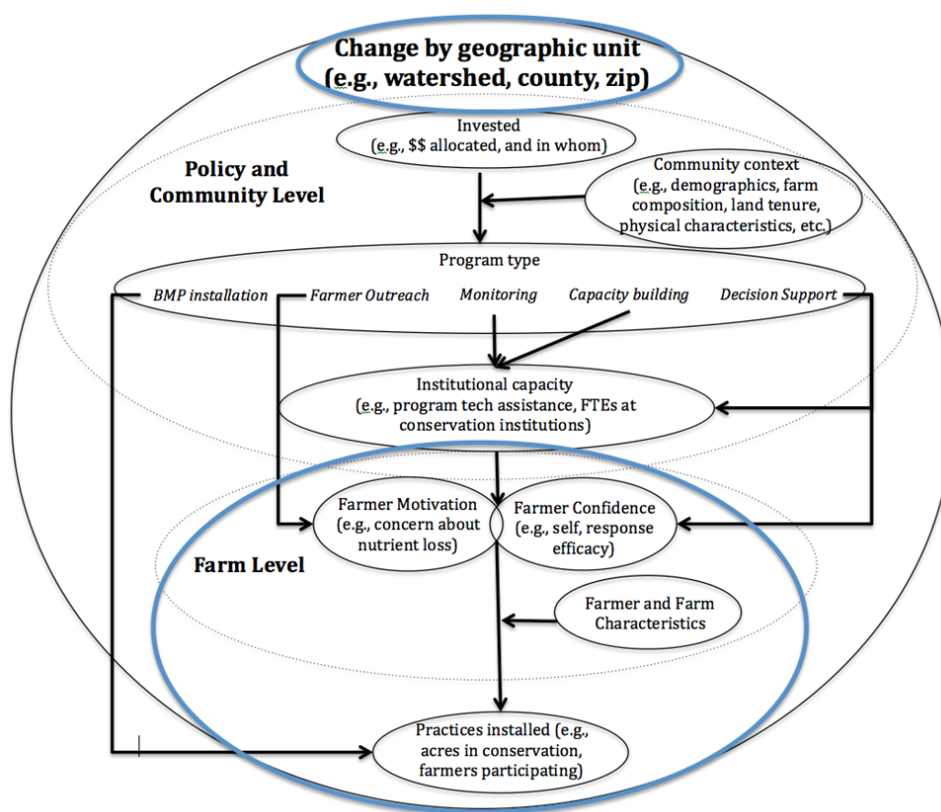 Change by geographic unit
(e.g., watershed, county, zip)
Invested
(e.g., $$ allocated, and in whom)
Policy and
Community Level
Community context
(e.g., demographics, farm
composition, land tenure,
physical characteristics, etc.)
Program type
BMP installation Farmer Outreach Monitoring Capacity building Decision Support
Institutional capacity
(e.g., program tech assistance, FTEs at
conservation institutions)
Farmer Motivation
(e.g., concern about
nutrient loss)
Farmer Confidence
(e.g., self, response
efficacy)
Farm Level
Farmer and Farm
Characteristics
Practices installed (e.g.,
acres in conservation,
farmers participating)